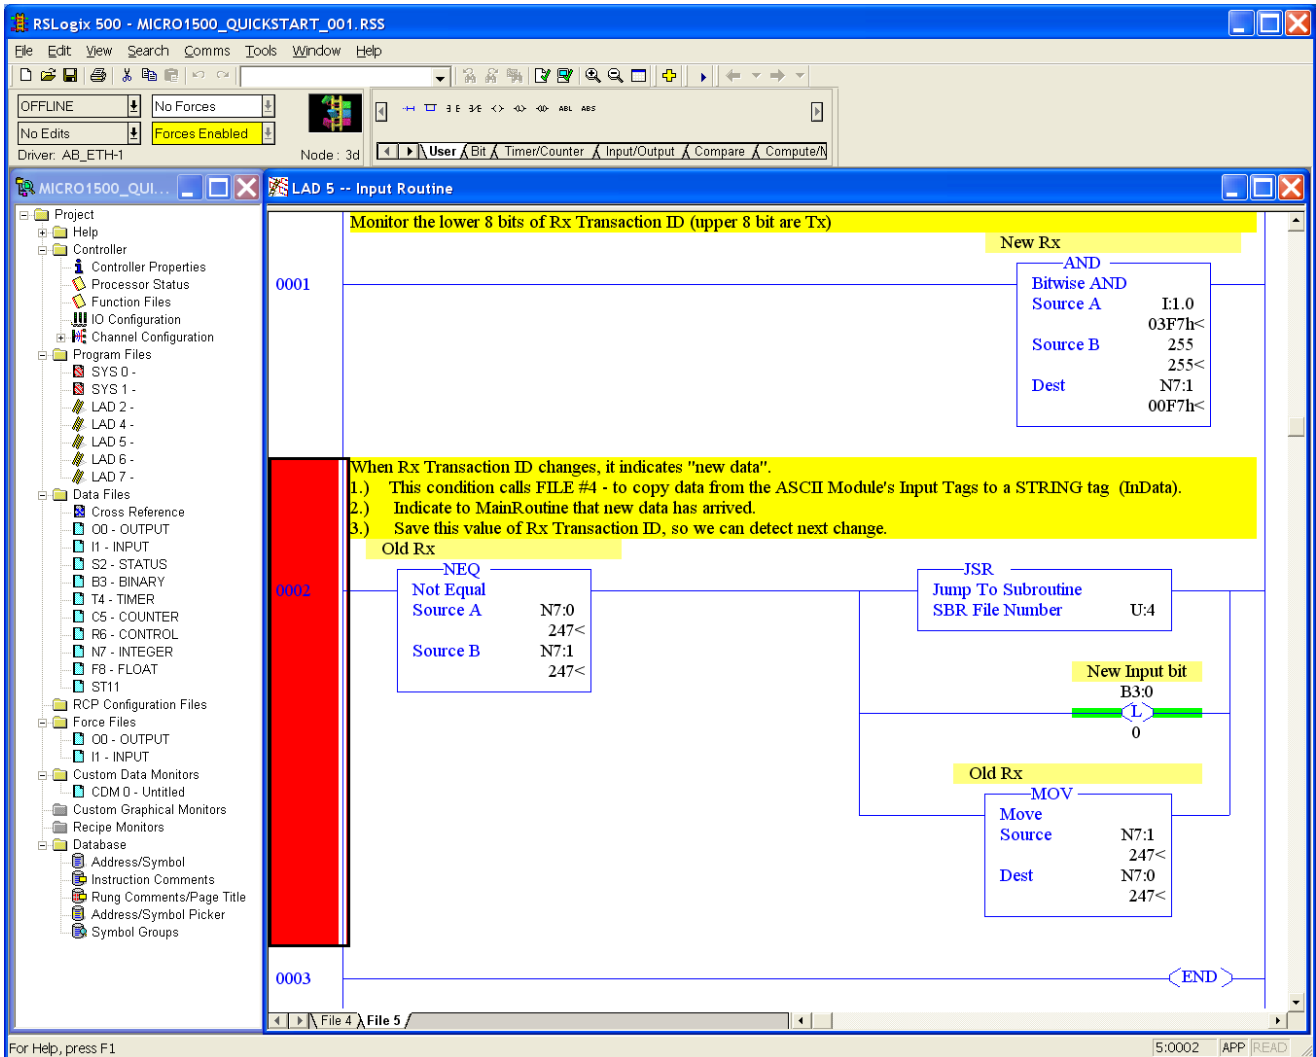 RSLogix 500 - MICRO1500_QUICKSTART_001.RSS
File Edit View Search Comms Tools Window Help
OFFLINE No Forces
No Edits Forces Enabled
Driver: AB_ETH-1 Node : 3d
ABL ABS
User Bit Timer/Counter Input/Output Compare Compute/M
MICRO1500_QUI...
Project
Help
Controller
Controller Properties
Processor Status
Function Files
IO Configuration
Channel Configuration
Program Files
SYS 0 -
SYS 1 -
LAD 2 -
LAD 4 -
LAD 5 -
LAD 6 -
LAD 7 -
Data Files
Cross Reference
O0 - OUTPUT
I1 - INPUT
S2 - STATUS
B3 - BINARY
T4 - TIMER
C5 - COUNTER
R6 - CONTROL
N7 - INTEGER
F8 - FLOAT
ST11
RCP Configuration Files
Force Files
O0 - OUTPUT
I1 - INPUT
Custom Data Monitors
CDM 0 - Untitled
Custom Graphical Monitors
Recipe Monitors
Database
Address/Symbol
Instruction Comments
Rung Comments/Page Title
Address/Symbol Picker
Symbol Groups
LAD 5 -- Input Routine
Monitor the lower 8 bits of Rx Transaction ID (upper 8 bit are Tx)
New Rx
0001
AND
Bitwise AND
Source A I:1.0
03F7h<
Source B 255
255<
Dest N7:1
00F7h<
When Rx Transaction ID changes, it indicates "new data".
1.) This condition calls FILE #4 - to copy data from the ASCII Module's Input Tags to a STRING tag (InData).
2.) Indicate to MainRoutine that new data has arrived.
3.) Save this value of Rx Transaction ID, so we can detect next change.
Old Rx
0002
NEQ
Not Equal
Source A N7:0
247<
Source B N7:1
247<
JSR
Jump To Subroutine
SBR File Number U:4
New Input bit
B3:0
L
0
Old Rx
MOV
Move
Source N7:1
247<
Dest N7:0
247<
0003
END
File 4 File 5
For Help, press F1
5:0002 APP READ